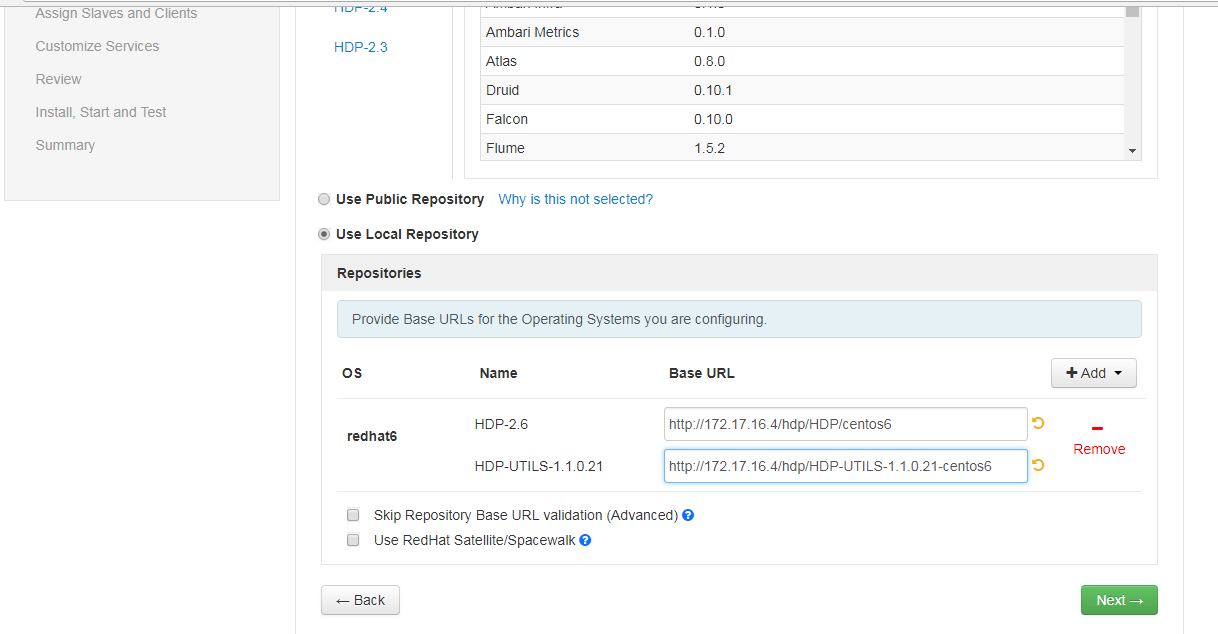 Assign Slaves and Clients
Customize Services
Review
Install, Start and Test
Summary
HDP-2.4
HDP-2.3
Ambari Metrics 0.1.0
Atlas 0.8.0
Druid 0.10.1
Falcon 0.10.0
Flume 1.5.2
Use Public Repository Why is this not selected?
Use Local Repository
Repositories
Provide Base URLs for the Operating Systems you are configuring.
OS Name Base URL Add
redhat6
HDP-2.6 http://172.17.16.4/hdp/HDP/centos6
HDP-UTILS-1.1.0.21 http://172.17.16.4/hdp/HDP-UTILS-1.1.0.21-centos6
Remove
Skip Repository Base URL validation (Advanced) ?
Use RedHat Satellite/Spacewalk ?
← Back
Next →